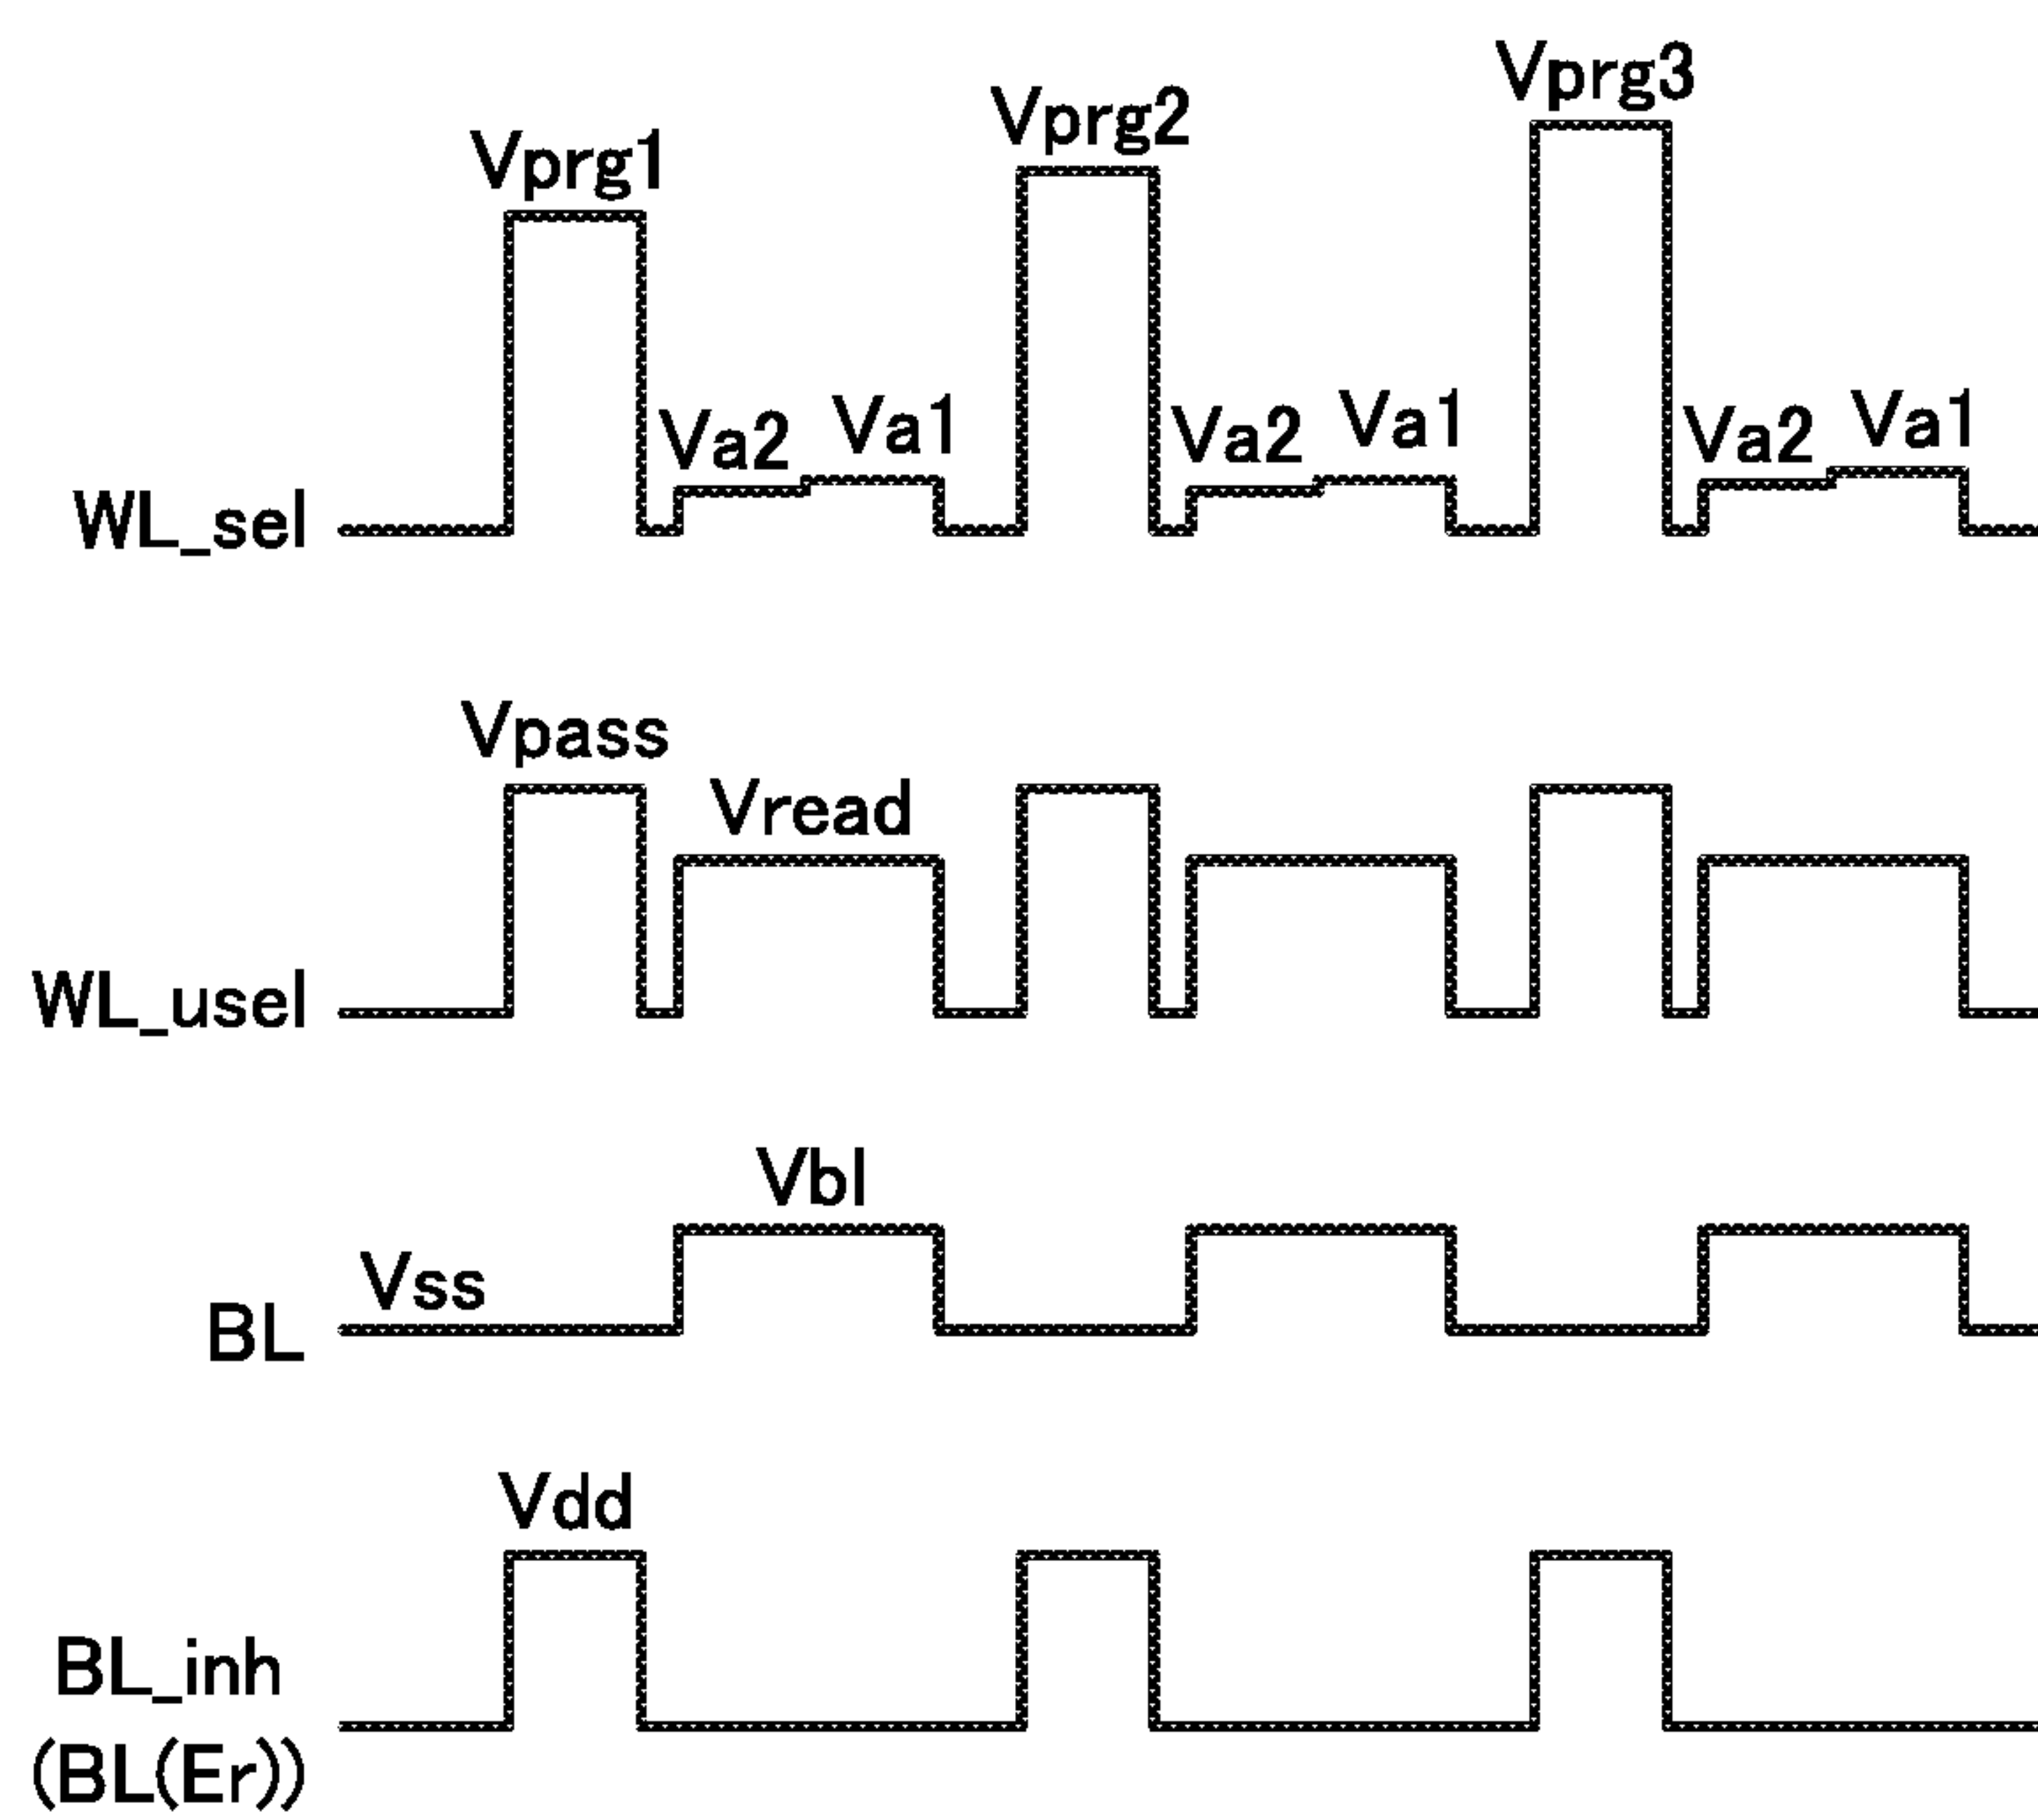 Vprg3
Vprg2
Vprg1
Va2 Va1 Va2 Va1 Va2 Va1
WL_sel
Vpass
Vread
WL_usel
Vbl
Vss
BL
Vdd
BL_inh
(BL(Er))